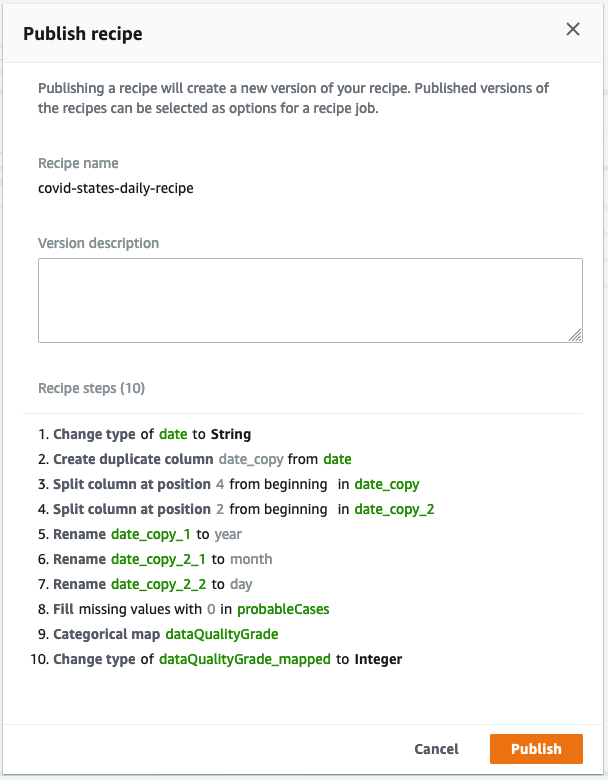 Publish recipe
Publishing a recipe will create a new version of your recipe. Published versions of
the recipes can be selected as options for a recipe job.
Recipe name
covid-states-daily-recipe
Version description
Recipe steps (10)
1. Change type of date to String
2. Create duplicate column date_copy from date
3. Split column at position 4 from beginning in date_copy
4. Split column at position 2 from beginning in date_copy_2
5. Rename date_copy_1 to year
6. Rename date_copy_2_1 to month
7. Rename date_copy_2_2 to day
8. Fill missing values with 0 in probableCases
9. Categorical map dataQualityGrade
10. Change type of dataQualityGrade_mapped to Integer
Cancel Publish